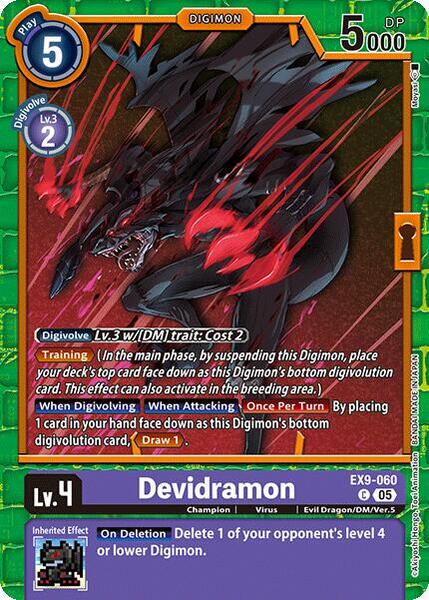 Play
5
DIGIMON
DP
5000
Moyasi
Digivolve
Lv.3
2
Digivolve Lv.3 w/[DM] trait: Cost 2
Training (In the main phase, by suspending this Digimon, place
your deck's top card face down as this Digimon's bottom digivolution
card. This effect can also activate in the breeding area.)
When Digivolving When Attacking Once Per Turn By placing
1 card in your hand face down as this Digimon's bottom
digivolution card, Draw 1.
Lv.4
Devidramon
EX9-060
C 05
Champion | Virus | Evil Dragon/DM/Ver.5
Inherited Effect
On Deletion Delete 1 of your opponent's level 4
or lower Digimon.
©Akiyoshi Hongo, Toei Animation
BANDAI MADE IN JAPAN